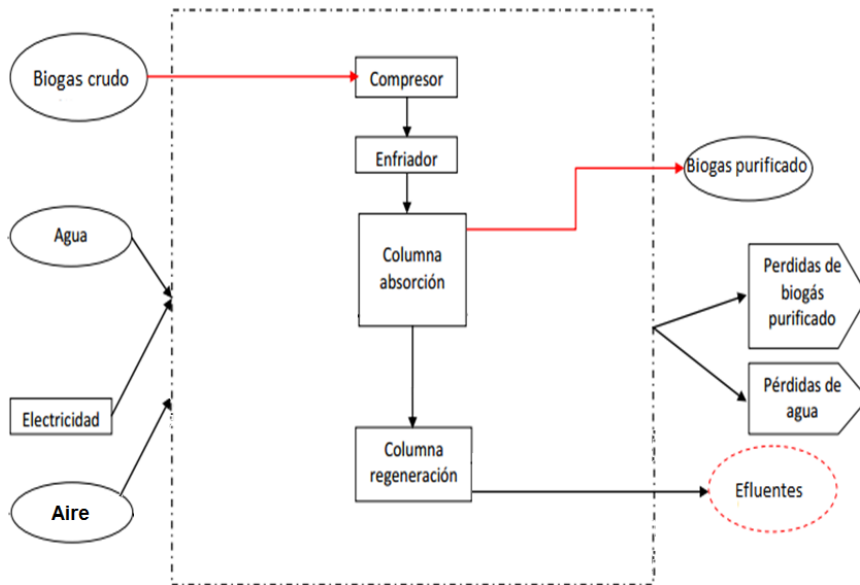 Biogas crudo
Compresor
Enfriador
Biogas purificado
Agua
Columna
absorción
Perdidas de
biogás
purificado
Pérdidas de
agua
Electricidad
Columna
regeneración
Efluentes
Aire